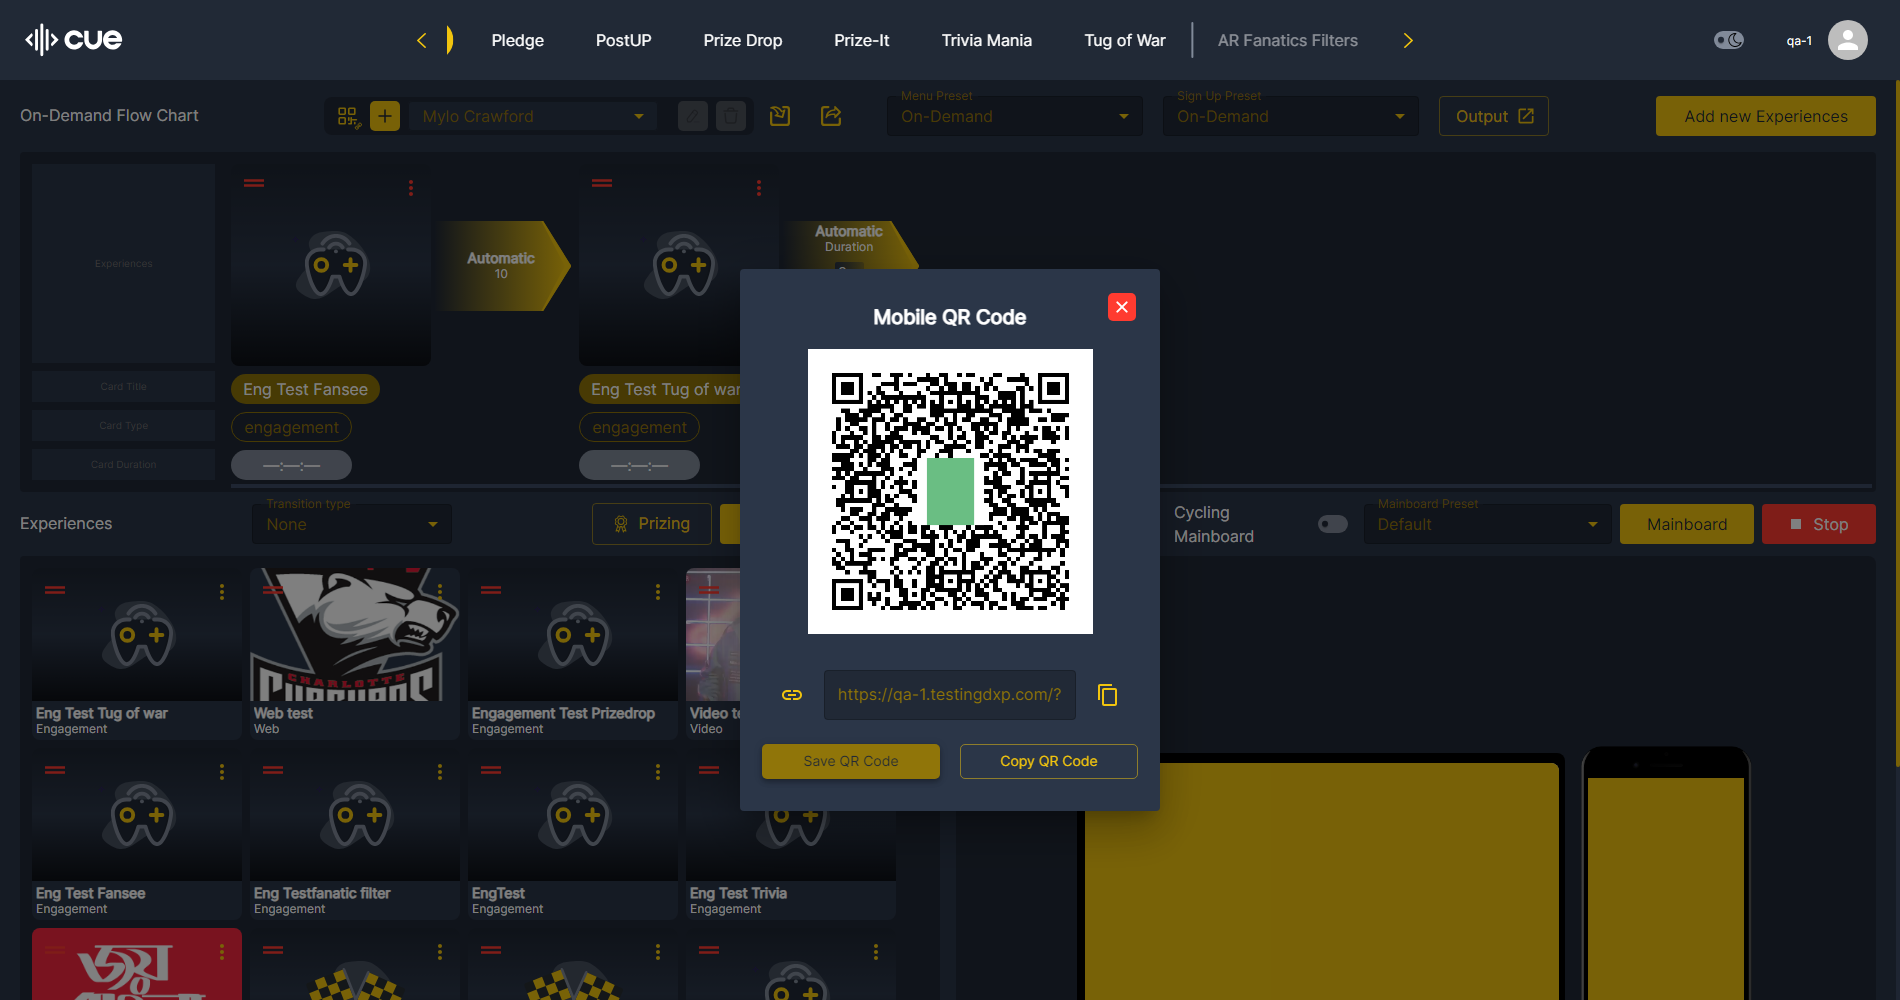 cue
Pledge
PostUP
Prize Drop
Prize-It
Trivia Mania
Tug of War
AR Fanatics Filters
qa-1
On-Demand Flow Chart
Mylo Crawford
Menu Preset
On-Demand
Sign Up Preset
On-Demand
Output
Add new Experiences
Experiences
Automatic
10
Automatic
Duration
Card Title
Eng Test Fansee
Eng Test Tug of war
Card Type
engagement
engagement
Card Duration
—:—:—
—:—:—
Mobile QR Code
https://qa-1.testingdxp.com/?
Save QR Code
Copy QR Code
Experiences
Transition type
None
Prizing
Cycling
Mainboard
Mainboard Preset
Default
Mainboard
Stop
CHARLOTTE
Eng Test Tug of war
Engagement
Web test
Web
Engagement Test Prizedrop
Engagement
Video
Video
Eng Test Fansee
Engagement
Eng Testfanatic filter
Engagement
EngTest
Engagement
Eng Test Trivia
Engagement